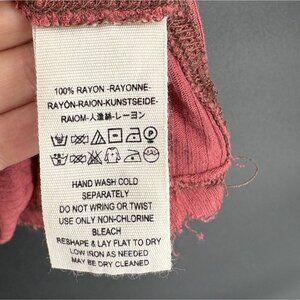 100% RAYON -RAYONNE-
RAYÓN-RAION-KUNSTSEIDE-
RAIOM-人造絲-レーヨン
HAND WASH COLD
SEPARATELY
DO NOT WRING OR TWIST
USE ONLY NON-CHLORINE
BLEACH
RESHAPE & LAY FLAT TO DRY
LOW IRON AS NEEDED
MAY BE DRY CLEANED